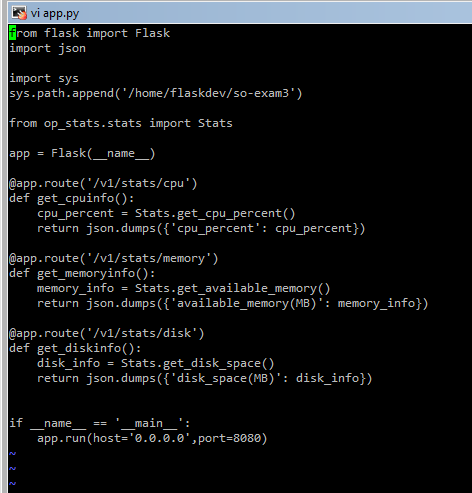 vi app.py
from flask import Flask
import json
import sys
sys.path.append('/home/flaskdev/so-exam3')
from op_stats.stats import Stats
app = Flask(__name__)
@app.route('/v1/stats/cpu')
def get_cpuinfo():
    cpu_percent = Stats.get_cpu_percent()
    return json.dumps({'cpu_percent': cpu_percent})
@app.route('/v1/stats/memory')
def get_memoryinfo():
    memory_info = Stats.get_available_memory()
    return json.dumps({'available_memory(MB)': memory_info})
@app.route('/v1/stats/disk')
def get_diskinfo():
    disk_info = Stats.get_disk_space()
    return json.dumps({'disk_space(MB)': disk_info})
if __name__ == '__main__':
    app.run(host='0.0.0.0',port=8080)
~
~
~